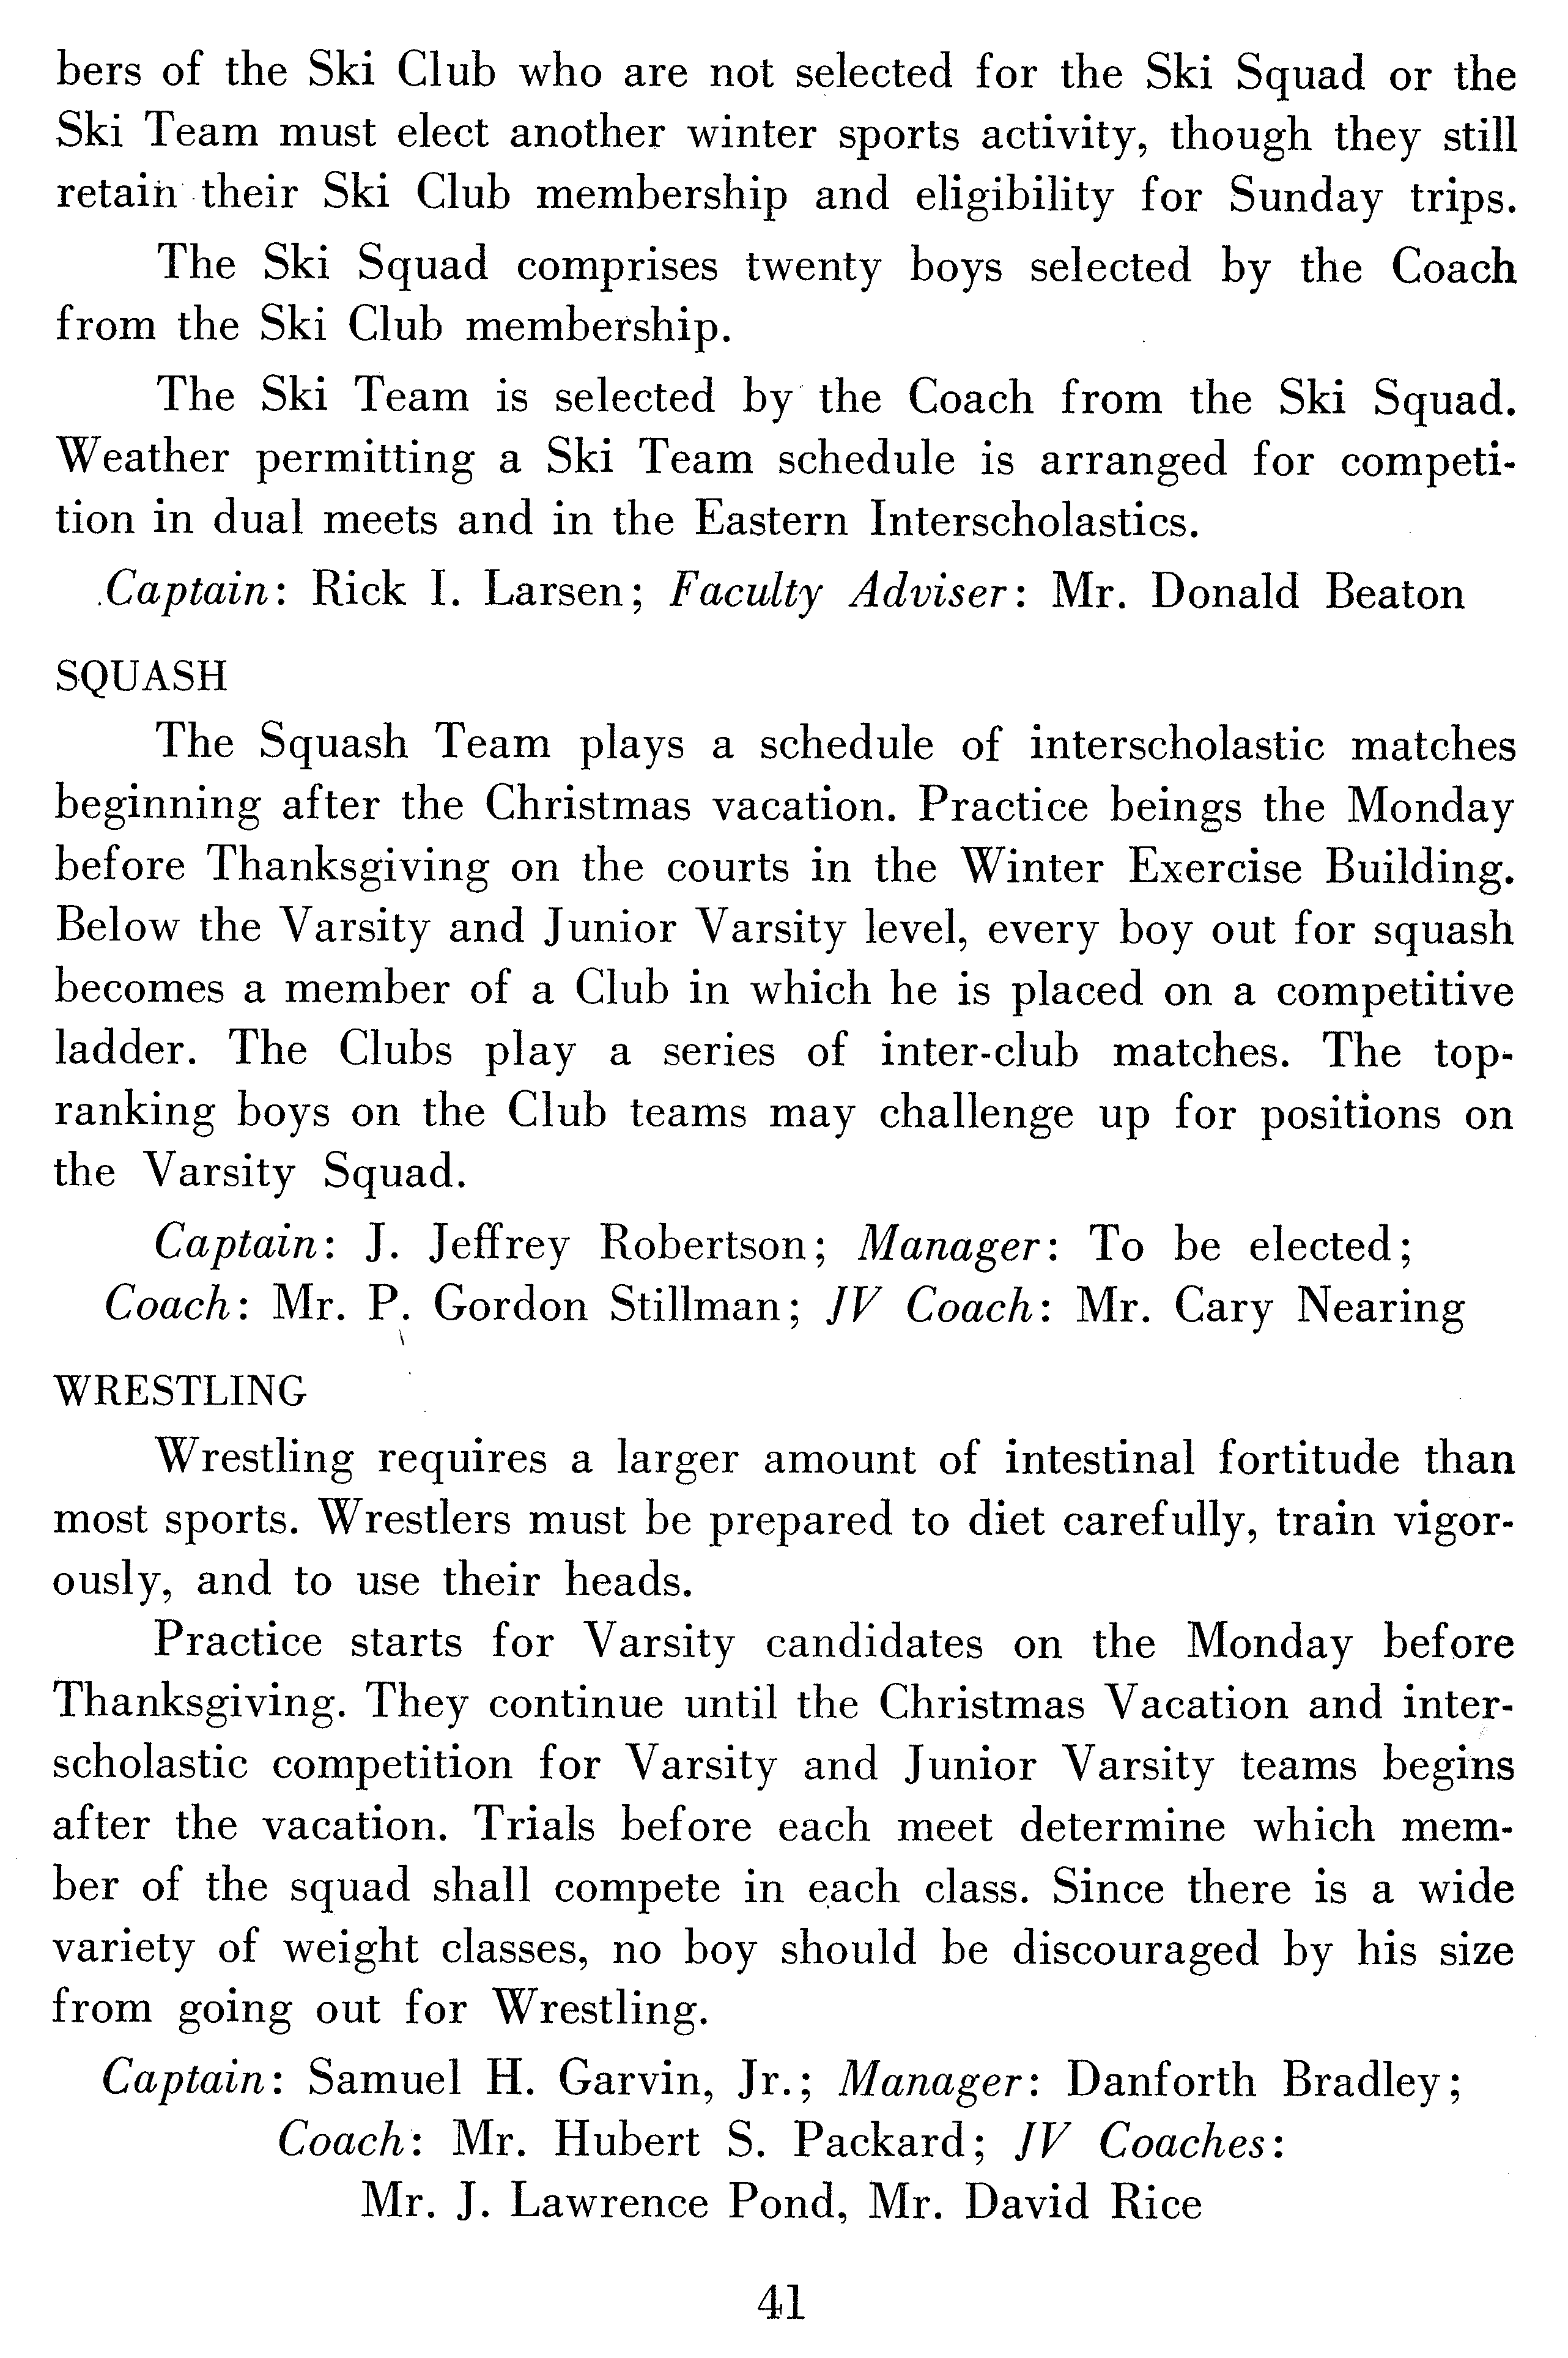 bers of the Ski Club who are not selected for the Ski Squad or the
Ski Team must elect another winter sports activity, though they still
retain their Ski Club membership and eligibility for Sunday trips.
The Ski Squad comprises twenty boys selected by the Coach
from the Ski Club membership.
The Ski Team is selected by the Coach from the Ski Squad.
Weather permitting a Ski Team schedule is arranged for competi-
tion in dual meets and in the Eastern Interscholastics.
Captain: Rick I. Larsen; Faculty Adviser: Mr. Donald Beaton
SQUASH
The Squash Team plays a schedule of interscholastic matches
beginning after the Christmas vacation. Practice beings the Monday
before Thanksgiving on the courts in the Winter Exercise Building.
Below the Varsity and Junior Varsity level, every boy out for squash
becomes a member of a Club in which he is placed on a competitive
ladder. The Clubs play a series of inter-club matches. The top-
ranking boys on the Club teams may challenge up for positions on
the Varsity Squad.
Captain: J. Jeffrey Robertson; Manager: To be elected;
Coach: Mr. P. Gordon Stillman; JV Coach: Mr. Cary Nearing
WRESTLING
Wrestling requires a larger amount of intestinal fortitude than
most sports. Wrestlers must be prepared to diet carefully, train vigor-
ously, and to use their heads.
Practice starts for Varsity candidates on the Monday before
Thanksgiving. They continue until the Christmas Vacation and inter-
scholastic competition for Varsity and Junior Varsity teams begins
after the vacation. Trials before each meet determine which mem-
ber of the squad shall compete in each class. Since there is a wide
variety of weight classes, no boy should be discouraged by his size
from going out for Wrestling.
Captain: Samuel H. Garvin, Jr.; Manager: Danforth Bradley;
Coach: Mr. Hubert S. Packard; JV Coaches:
Mr. J. Lawrence Pond, Mr. David Rice
41